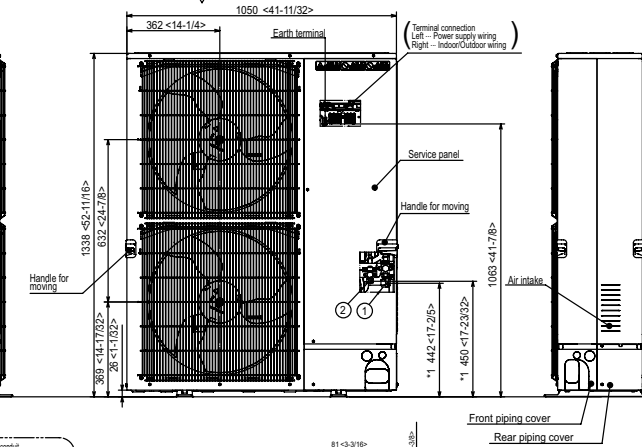 1050 <41-11/32>
362 <14-1/4>
Earth terminal
Terminal connection
Left ··· Power supply wiring
Right ··· Indoor/Outdoor wiring
Service panel
Handle for moving
1338 <52-11/16>
632 <24-7/8>
369 <14-17/32>
26 <1-1/32>
Handle for
moving
2
1
*1 442 <17-2/5>
*1 450 <17-23/32>
1063 <41-7/8>
Air intake
Front piping cover
Rear piping cover
81 <3-3/16>
-3/8>